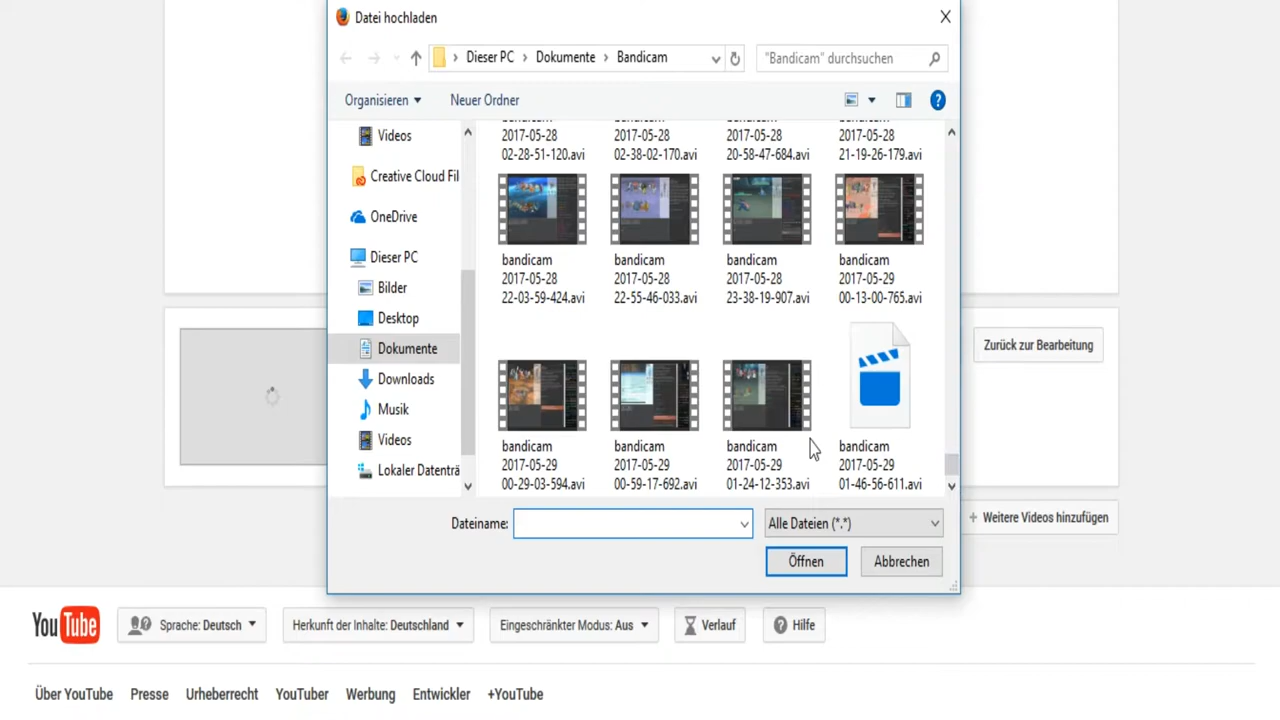 Datei hochladen
Dieser PC
Dokumente
Bandicam
"Bandicam" durchsuchen
Organisieren
Neuer Ordner
Videos
Creative Cloud Fil
OneDrive
Dieser PC
Bilder
Desktop
Dokumente
Downloads
Musik
Videos
Lokaler Datenträ
bandicam
2017-05-28
02-28-51-120.avi
bandicam
2017-05-28
02-38-02-170.avi
bandicam
2017-05-28
20-58-47-684.avi
bandicam
2017-05-28
21-19-26-179.avi
bandicam
2017-05-28
22-03-59-424.avi
bandicam
2017-05-28
22-55-46-033.avi
bandicam
2017-05-28
23-38-19-907.avi
bandicam
2017-05-29
00-13-00-765.avi
bandicam
2017-05-29
00-29-03-594.avi
bandicam
2017-05-29
00-59-17-692.avi
bandicam
2017-05-29
01-24-12-353.avi
bandicam
2017-05-29
01-46-56-611.avi
Dateiname:
Alle Dateien (*.*)
Öffnen
Abbrechen
Zurück zur Bearbeitung
+ Weitere Videos hinzufügen
YouTube
Sprache: Deutsch
Herkunft der Inhalte: Deutschland
Eingeschränkter Modus: Aus
Verlauf
Hilfe
Über YouTube
Presse
Urheberrecht
YouTuber
Werbung
Entwickler
+YouTube